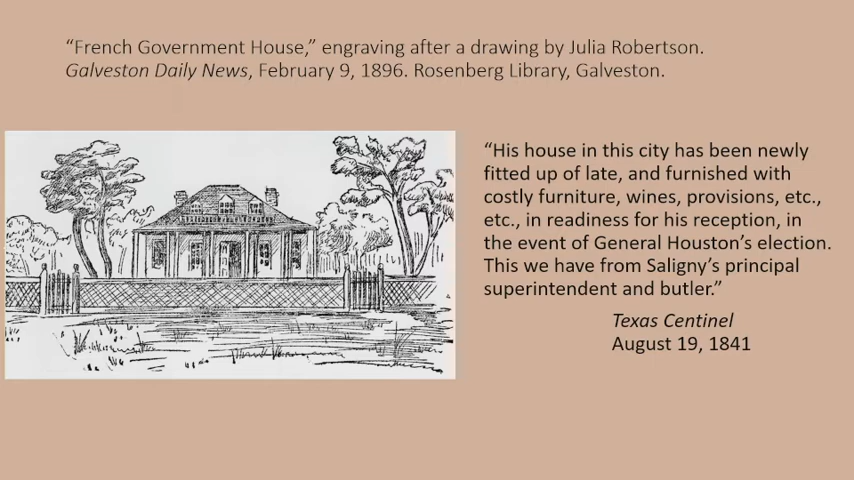 “French Government House,” engraving after a drawing by Julia Robertson.
Galveston Daily News, February 9, 1896. Rosenberg Library, Galveston.
“His house in this city has been newly
fitted up of late, and furnished with
costly furniture, wines, provisions, etc.,
etc., in readiness for his reception, in
the event of General Houston’s election.
This we have from Saligny’s principal
superintendent and butler.”
Texas Centinel
August 19, 1841